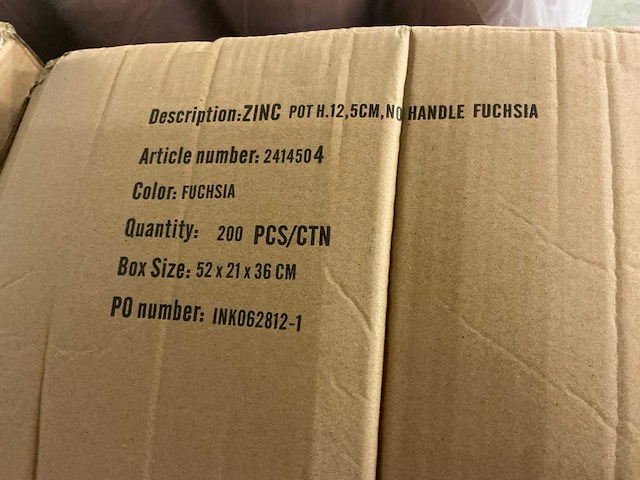 Description:ZINC POT H.12,5CM,NO HANDLE FUCHSIA
Article number: 2414504
Color: FUCHSIA
Quantity: 200 PCS/CTN
Box Size: 52 x 21 x 36 CM
PO number: INK062812-1